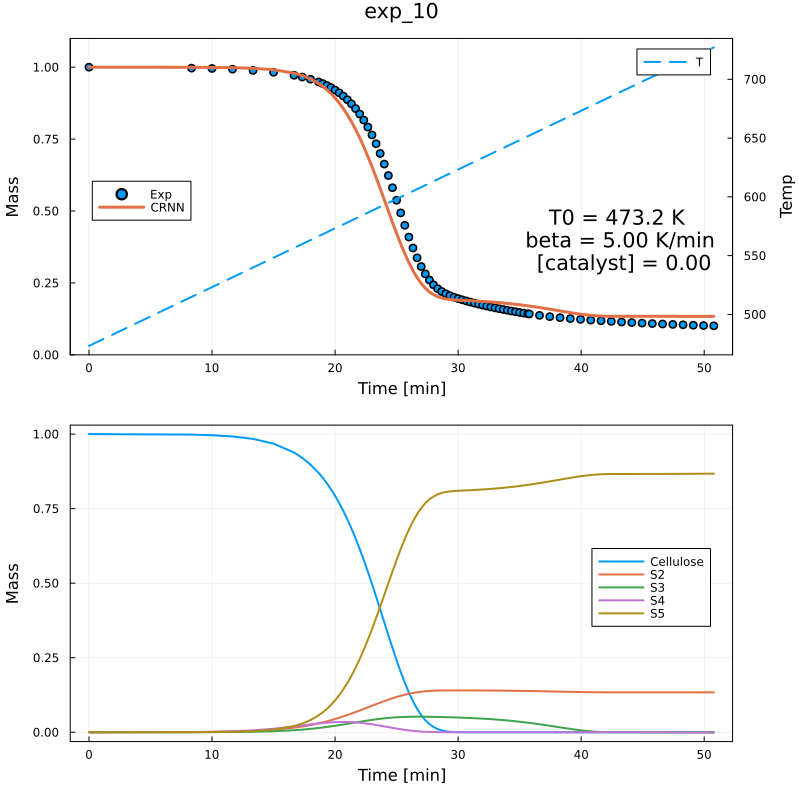 exp_10
T
Mass
1.00
0.75
0.50
0.25
0.00
Exp
CRNN
T0 = 473.2 K
beta = 5.00 K/min
[catalyst] = 0.00
700
650
600
550
500
Temp
0 10 20 30 40 50
Time [min]
Mass
1.00
0.75
0.50
0.25
0.00
Cellulose
S2
S3
S4
S5
0 10 20 30 40 50
Time [min]